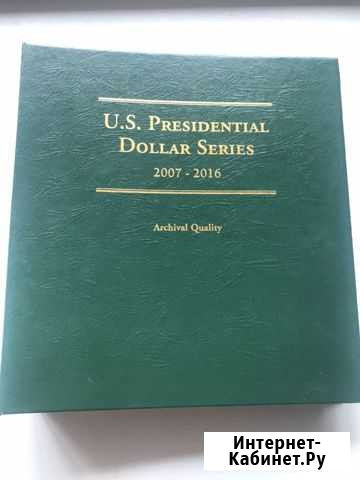 U.S. PRESIDENTIAL
DOLLAR SERIES
2007 - 2016
Archival Quality
Интернет-
Кабинет.Ру